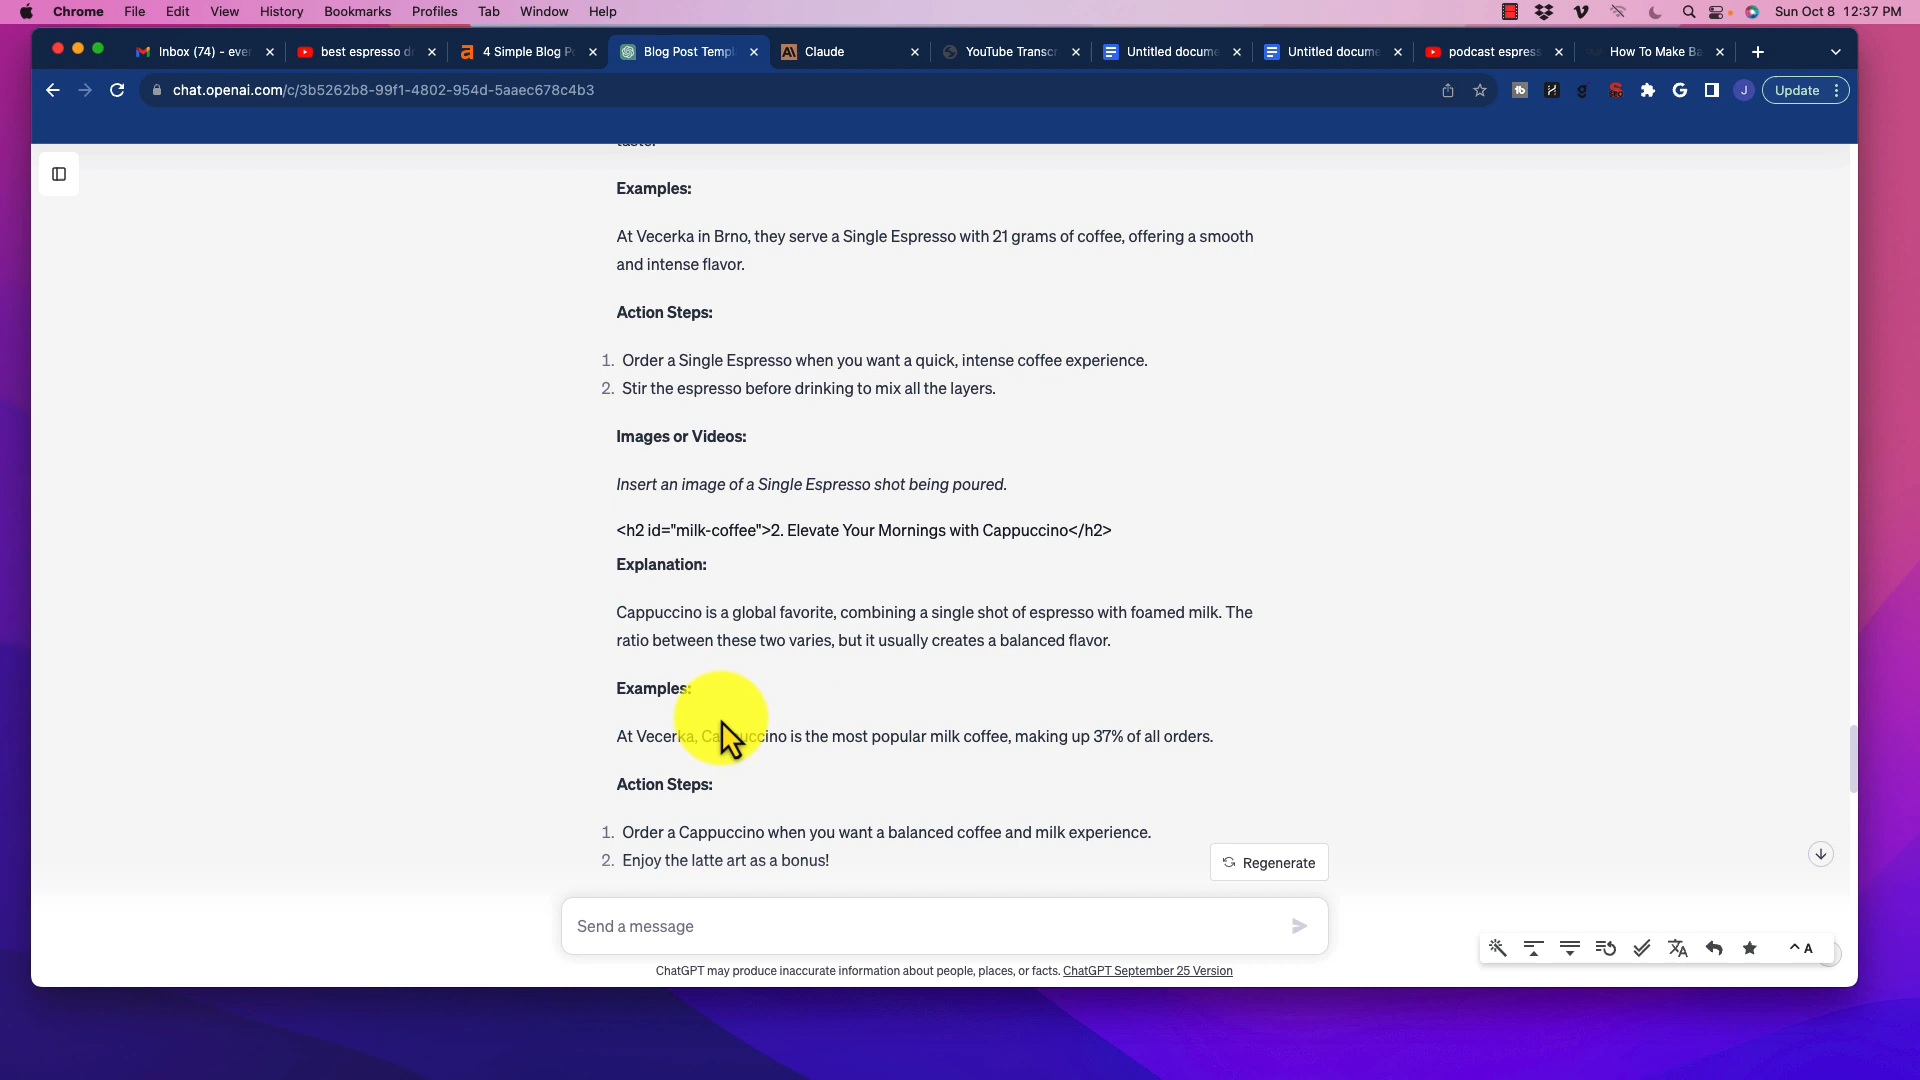 Chrome File Edit View History Bookmarks Profiles Tab Window Help Sun Oct 8 12:37 PM
Inbox (74) - eve best espresso d 4 Simple Blog P Blog Post Templ Claude YouTube Transcr Untitled docume Untitled docume podcast espress How To Make Ba
chat.openai.com/c/3b5262b8-99f1-4802-954d-5aaec678c4b3 tb g J Update
taste.
Examples:
At Vecerka in Brno, they serve a Single Espresso with 21 grams of coffee, offering a smooth
and intense flavor.
Action Steps:
1. Order a Single Espresso when you want a quick, intense coffee experience.
2. Stir the espresso before drinking to mix all the layers.
Images or Videos:
Insert an image of a Single Espresso shot being poured.
<h2 id="milk-coffee">2. Elevate Your Mornings with Cappuccino</h2>
Explanation:
Cappuccino is a global favorite, combining a single shot of espresso with foamed milk. The
ratio between these two varies, but it usually creates a balanced flavor.
Examples:
At Vecerka, Cappuccino is the most popular milk coffee, making up 37% of all orders.
Action Steps:
1. Order a Cappuccino when you want a balanced coffee and milk experience.
2. Enjoy the latte art as a bonus!
Regenerate
Send a message
ChatGPT may produce inaccurate information about people, places, or facts. ChatGPT September 25 Version
A